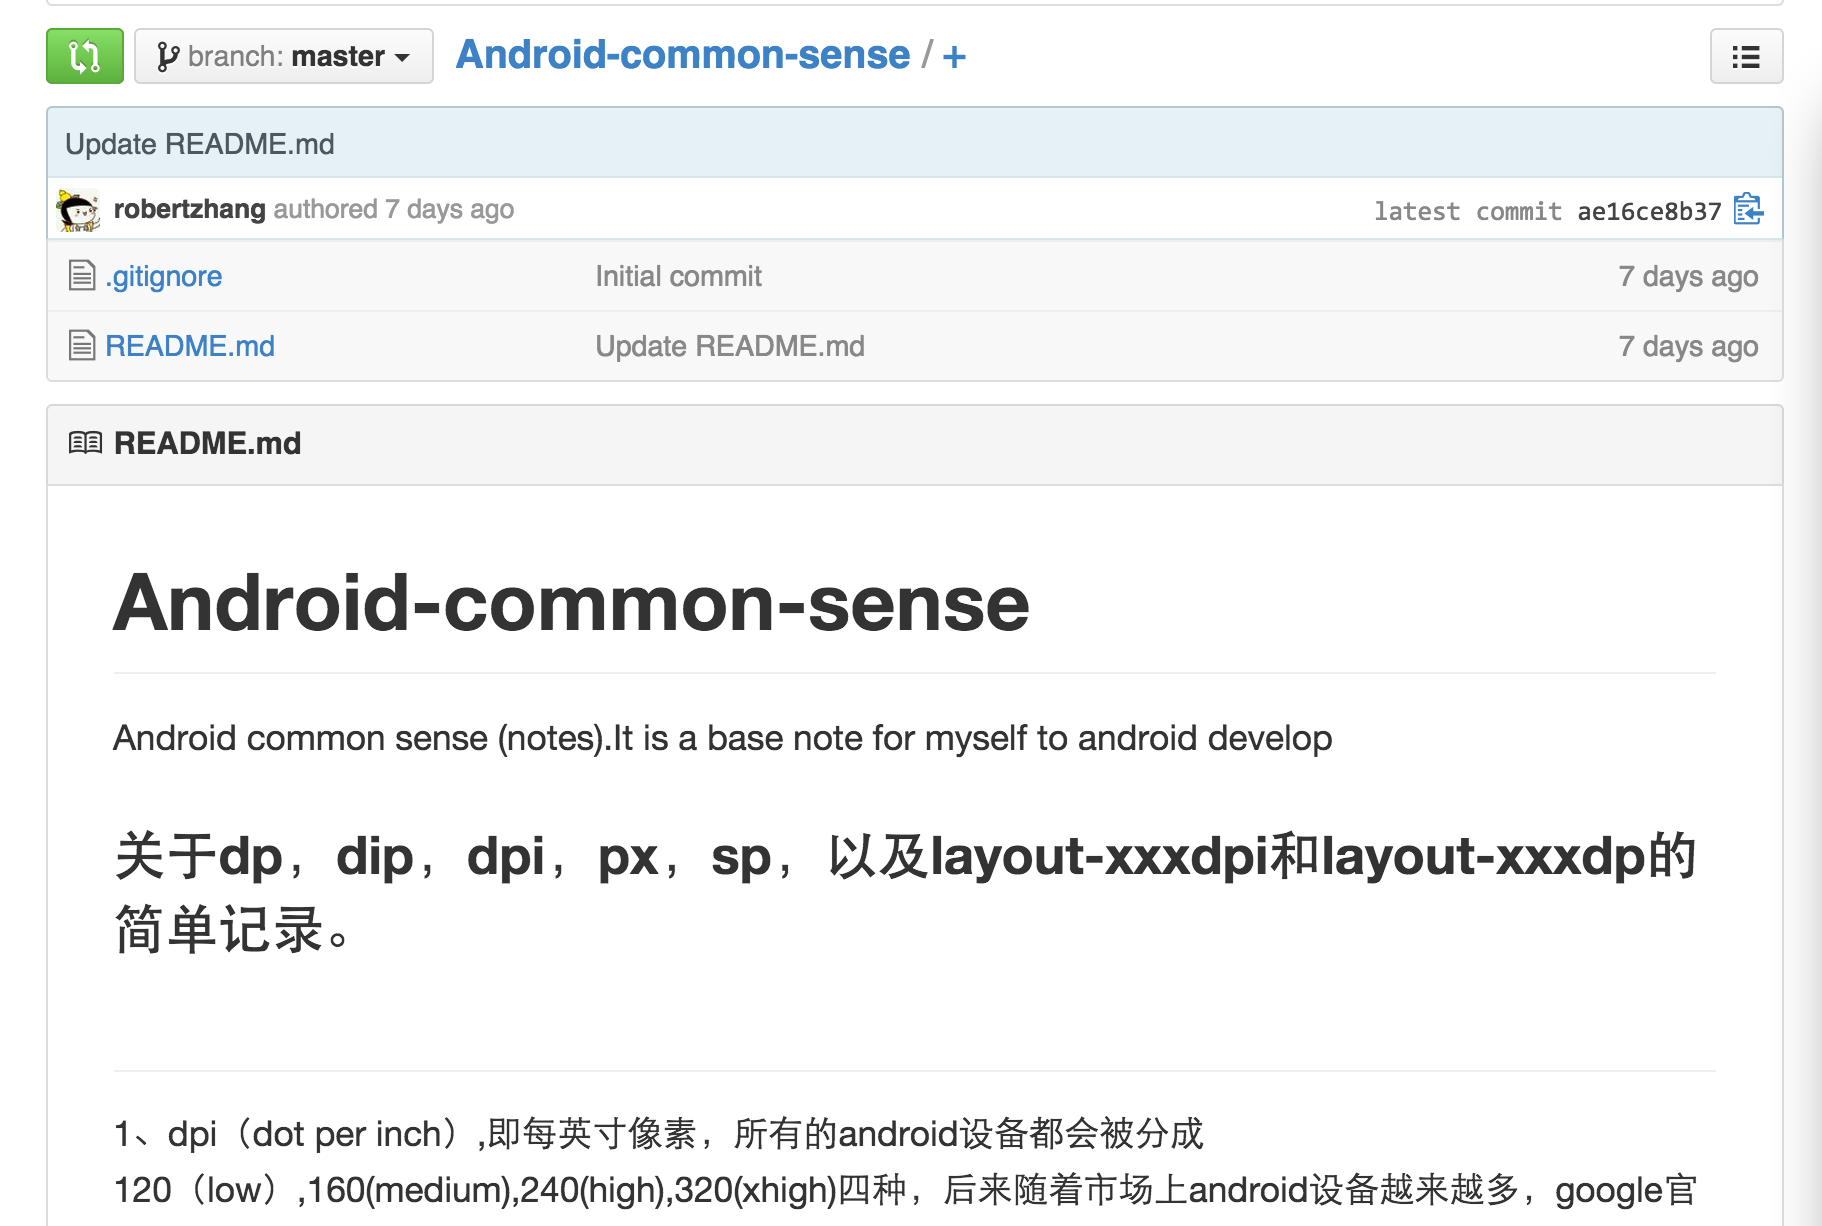 branch: master Android-common-sense / +
Update README.md
robertzhang authored 7 days ago latest commit ae16ce8b37
.gitignore Initial commit 7 days ago
README.md Update README.md 7 days ago
README.md
Android-common-sense
Android common sense (notes).It is a base note for myself to android develop
关于dp，dip，dpi，px，sp，以及layout-xxxdpi和layout-xxxdp的
简单记录。
1、dpi（dot per inch）,即每英寸像素，所有的android设备都会被分成
120（low）,160(medium),240(high),320(xhigh)四种，后来随着市场上android设备越来越多，google官